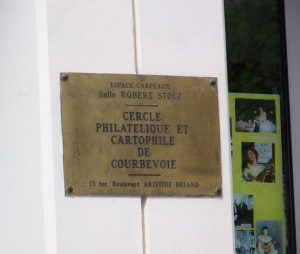 ESPACE CARPEAUX
Salle ROBERT STOLZ
CERCLE
PHILATELIQUE ET
CARTOPHILE
DE
COURBEVOIE
13 ter Boulevard ARISTIDE BRIAND